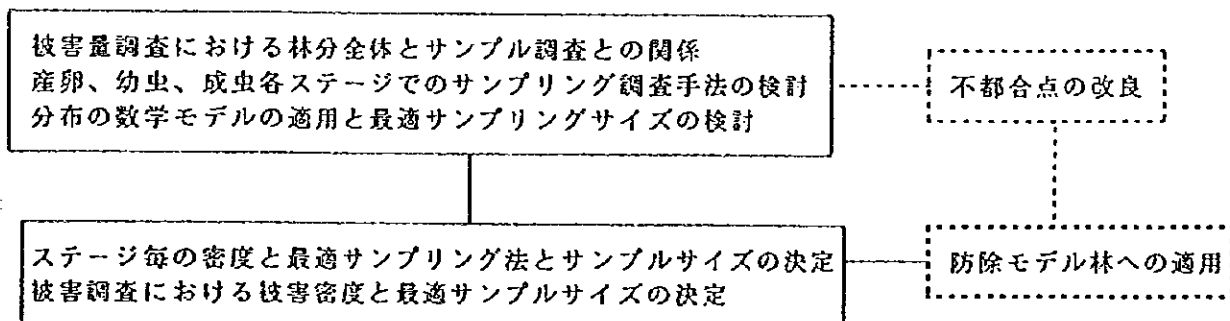 被害量調査における林分全体とサンプル調査との関係
産卵、幼虫、成虫各ステージでのサンプリング調査手法の検討
分布の数学モデルの適用と最適サンプリングサイズの検討
不都合点の改良
ステージ毎の密度と最適サンプリング法とサンプルサイズの決定
被害調査における被害密度と最適サンプルサイズの決定
防除モデル林への適用